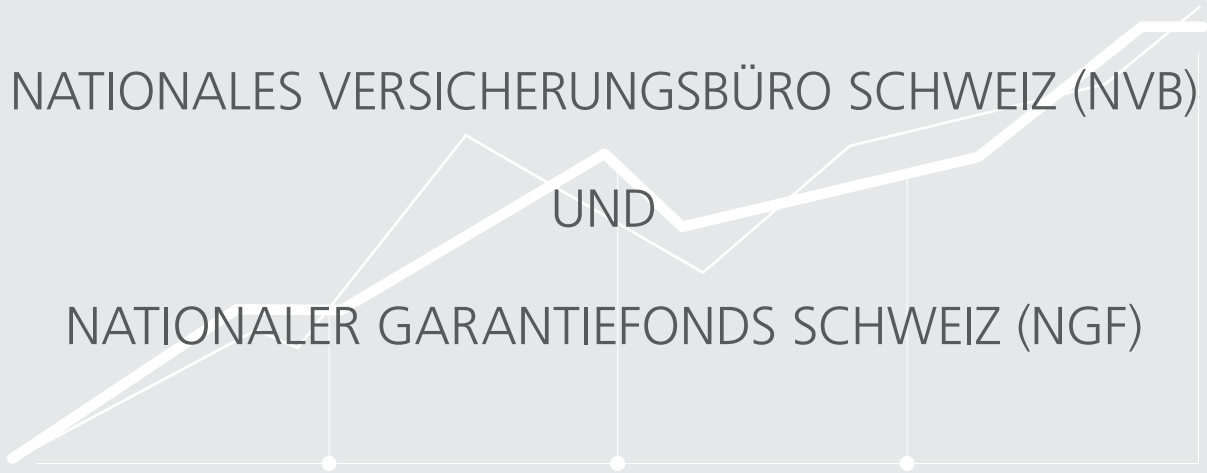 NATIONALES VERSICHERUNGSBÜRO SCHWEIZ (NVB)
UND
NATIONALER GARANTIEFONDS SCHWEIZ (NGF)